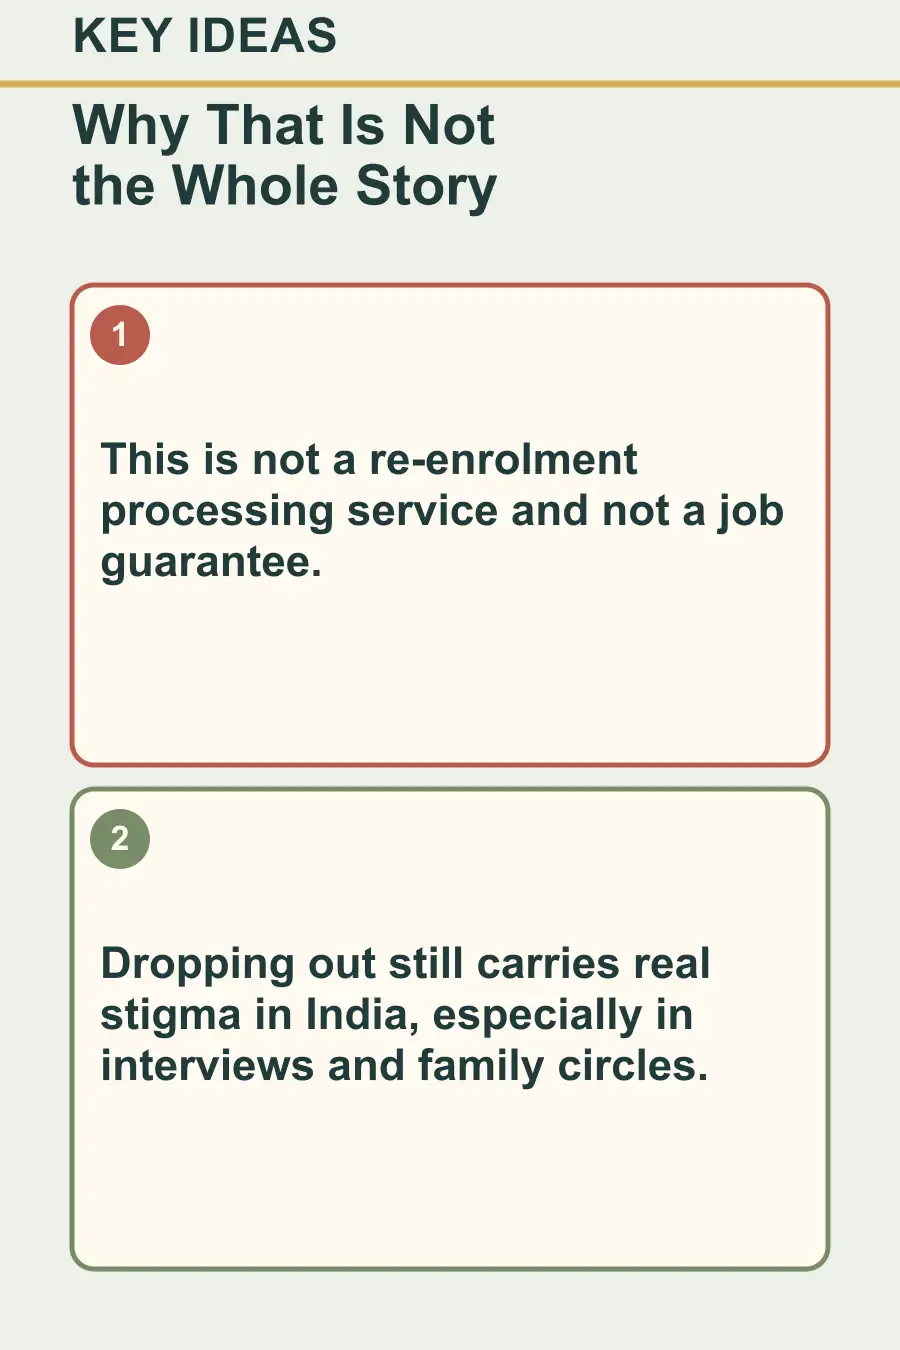 KEY IDEAS
Why That Is Not
the Whole Story
1
This is not a re-enrolment
processing service and not a job
guarantee.
2
Dropping out still carries real
stigma in India, especially in
interviews and family circles.